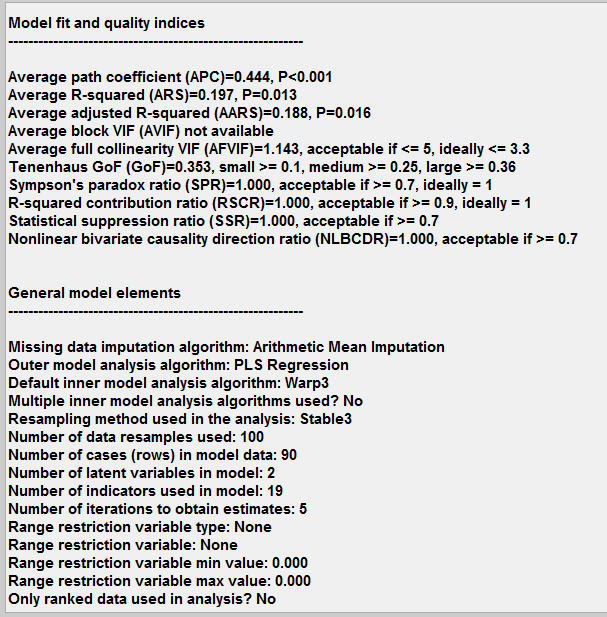 Model fit and quality indices
-----------------------------------------------------------
Average path coefficient (APC)=0.444, P<0.001
Average R-squared (ARS)=0.197, P=0.013
Average adjusted R-squared (AARS)=0.188, P=0.016
Average block VIF (AVIF) not available
Average full collinearity VIF (AFVIF)=1.143, acceptable if <= 5, ideally <= 3.3
Tenenhaus GoF (GoF)=0.353, small >= 0.1, medium >= 0.25, large >= 0.36
Sympson's paradox ratio (SPR)=1.000, acceptable if >= 0.7, ideally = 1
R-squared contribution ratio (RSCR)=1.000, acceptable if >= 0.9, ideally = 1
Statistical suppression ratio (SSR)=1.000, acceptable if >= 0.7
Nonlinear bivariate causality direction ratio (NLBCDR)=1.000, acceptable if >= 0.7
General model elements
-----------------------------------------------------------
Missing data imputation algorithm: Arithmetic Mean Imputation
Outer model analysis algorithm: PLS Regression
Default inner model analysis algorithm: Warp3
Multiple inner model analysis algorithms used? No
Resampling method used in the analysis: Stable3
Number of data resamples used: 100
Number of cases (rows) in model data: 90
Number of latent variables in model: 2
Number of indicators used in model: 19
Number of iterations to obtain estimates: 5
Range restriction variable type: None
Range restriction variable: None
Range restriction variable min value: 0.000
Range restriction variable max value: 0.000
Only ranked data used in analysis? No